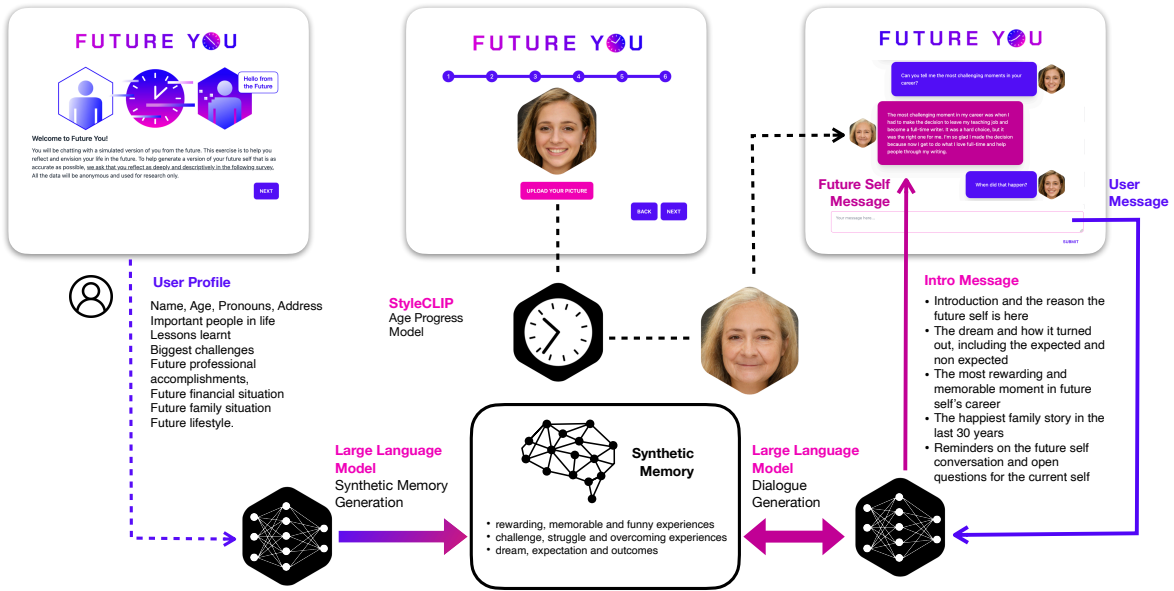 FUTURE YOU
Hello from
the Future
Welcome to Future You!
You will be chatting with a simulated version of you from the future. This exercise is to help you
reflect and envision your life in the future. To help generate a version of your future self that is as
accurate as possible, we ask that you reflect as deeply and descriptively in the following survey.
All the data will be anonymous and used for research only.
NEXT
FUTURE YOU
1 2 3 4 5 6
UPLOAD YOUR PICTURE
BACK NEXT
FUTURE YOU
Can you tell me the most challenging moments in your
career?
The most challenging moment in my career was when I
had to make the decision to leave my teaching job and
become a full-time writer. It was a hard choice, but it
was the right one for me. I'm so glad I made the decision
because now I get to do what I love full-time and help
people through my writing.
When did that happen?
Your message here...
SUBMIT
Future Self
Message
User
Message
User Profile
Name, Age, Pronouns, Address
Important people in life
Lessons learnt
Biggest challenges
Future professional
accomplishments,
Future financial situation
Future family situation
Future lifestyle.
StyleCLIP
Age Progress
Model
Intro Message
• Introduction and the reason the
future self is here
• The dream and how it turned
out, including the expected and
non expected
• The most rewarding and
memorable moment in future
self's career
• The happiest family story in the
last 30 years
• Reminders on the future self
conversation and open
questions for the current self
Large Language
Model
Synthetic Memory
Generation
Synthetic
Memory
• rewarding, memorable and funny experiences
• challenge, struggle and overcoming experiences
• dream, expectation and outcomes
Large Language
Model
Dialogue
Generation